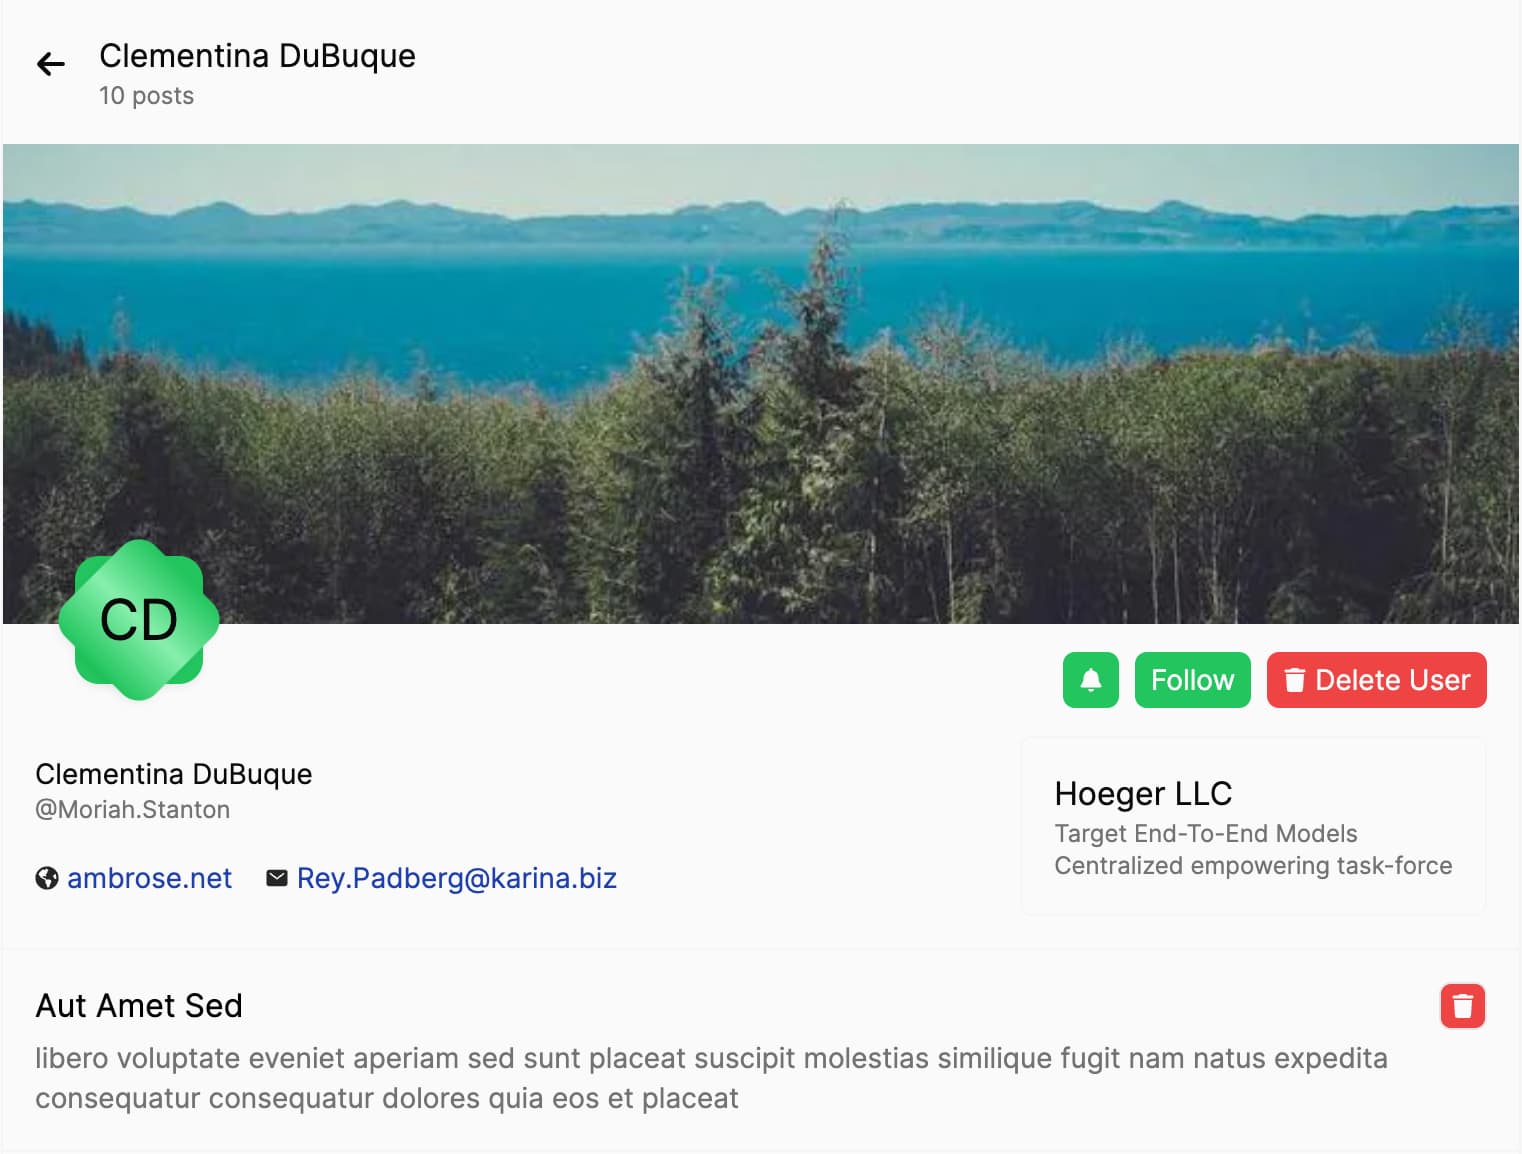 Clementina DuBuque
10 posts
CD
Follow
Delete User
Clementina DuBuque
@Moriah.Stanton
ambrose.net
Rey.Padberg@karina.biz
Hoeger LLC
Target End-To-End Models
Centralized empowering task-force
Aut Amet Sed
libero voluptate eveniet aperiam sed sunt placeat suscipit molestias similique fugit nam natus expedita
consequatur consequatur dolores quia eos et placeat